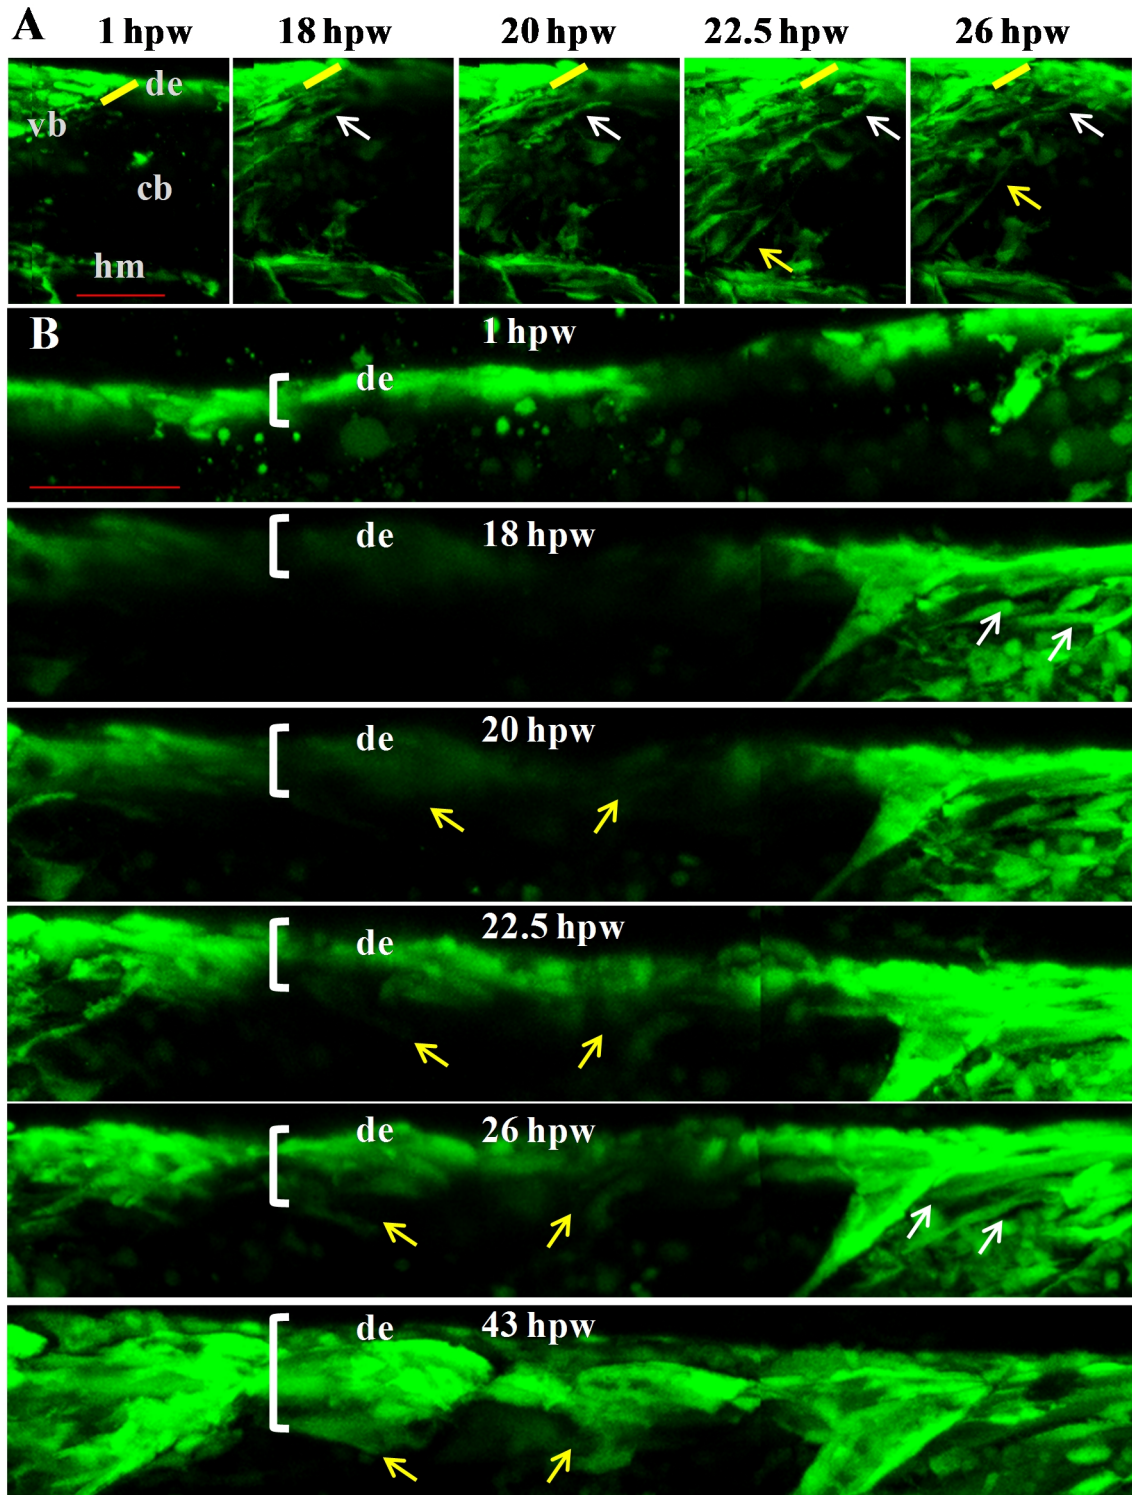 A
1 hpw 18 hpw 20 hpw 22.5 hpw 26 hpw
de
vb
cb
hm
B
1 hpw
de
de 18 hpw
de 20 hpw
de 22.5 hpw
de 26 hpw
de 43 hpw